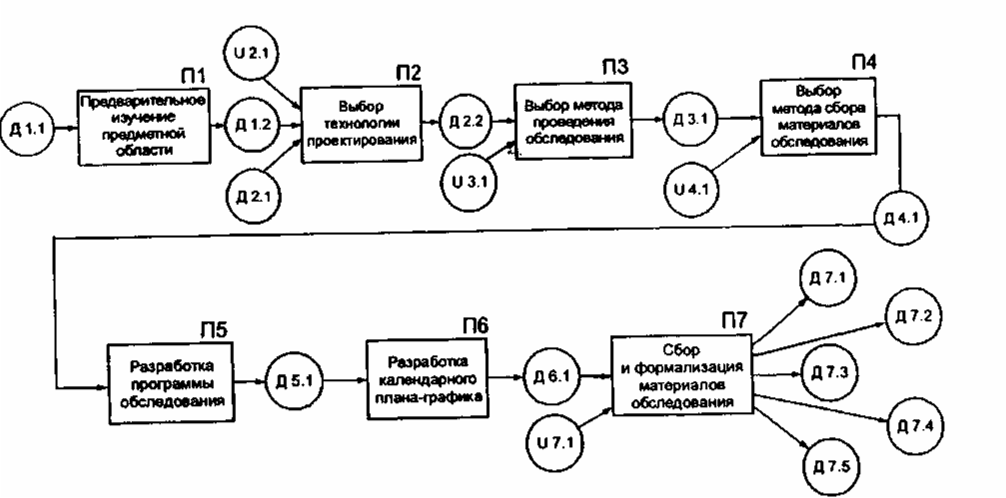 U 2.1
П1
П2
П3
П4
Д 1.1
Предварительное
изучение
предметной
области
Д 1.2
Выбор
технологии
проектирования
Д 2.2
Выбор метода
проведения
обследования
Д 3.1
Выбор
метода сбора
материалов
обследования
Д 2.1
U 3.1
U 4.1
Д 4.1
П5
П6
П7
Разработка
программы
обследования
Д 5.1
Разработка
календарного
плана-графика
Д 6.1
Сбор
и формализация
материалов
обследования
U 7.1
Д 7.1
Д 7.2
Д 7.3
Д 7.4
Д 7.5